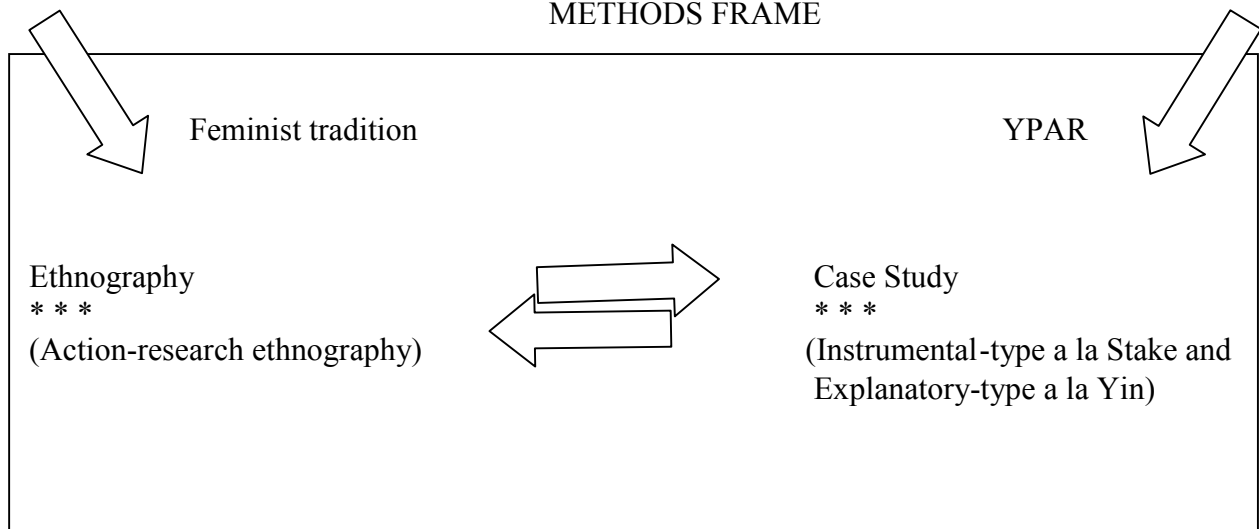 METHODS FRAME
Feminist tradition
YPAR
Ethnography
* * *
(Action-research ethnography)
Case Study
* * *
(Instrumental-type a la Stake and
Explanatory-type a la Yin)